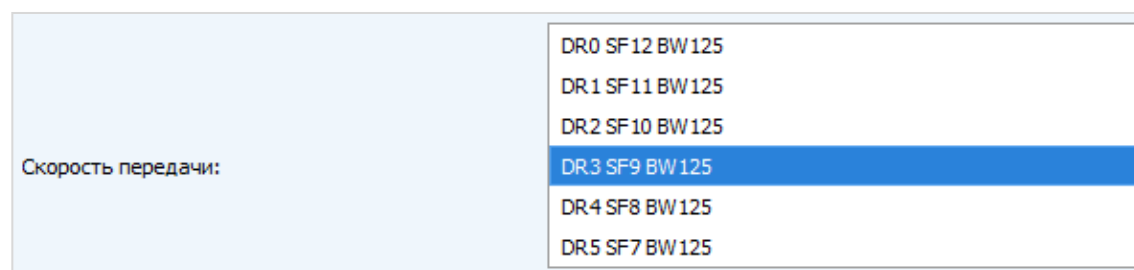 DR0 SF12 BW125
DR1 SF11 BW125
DR2 SF10 BW125
Скорость передачи:
DR3 SF9 BW125
DR4 SF8 BW125
DR5 SF7 BW125